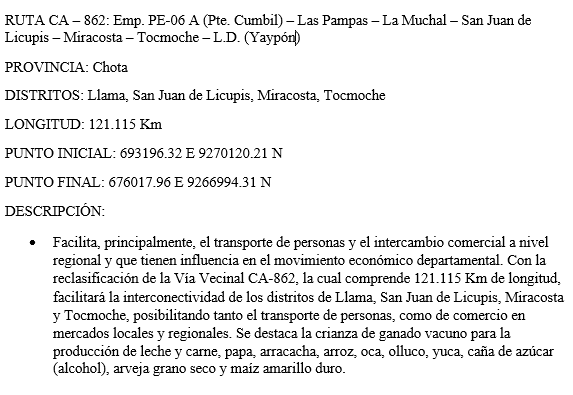 RUTA CA – 862: Emp. PE-06 A (Pte. Cumbil) – Las Pampas – La Muchal – San Juan de
Licupis – Miracosta – Tocmoche – L.D. (Yaypón)
PROVINCIA: Chota
DISTRITOS: Llama, San Juan de Licupis, Miracosta, Tocmoche
LONGITUD: 121.115 Km
PUNTO INICIAL: 693196.32 E 9270120.21 N
PUNTO FINAL: 676017.96 E 9266994.31 N
DESCRIPCIÓN:
• Facilita, principalmente, el transporte de personas y el intercambio comercial a nivel
regional y que tienen influencia en el movimiento económico departamental. Con la
reclasificación de la Vía Vecinal CA-862, la cual comprende 121.115 Km de longitud,
facilitará la interconectividad de los distritos de Llama, San Juan de Licupis, Miracosta
y Tocmoche, posibilitando tanto el transporte de personas, como de comercio en
mercados locales y regionales. Se destaca la crianza de ganado vacuno para la
producción de leche y carne, papa, arracacha, arroz, oca, olluco, yuca, caña de azúcar
(alcohol), arveja grano seco y maíz amarillo duro.